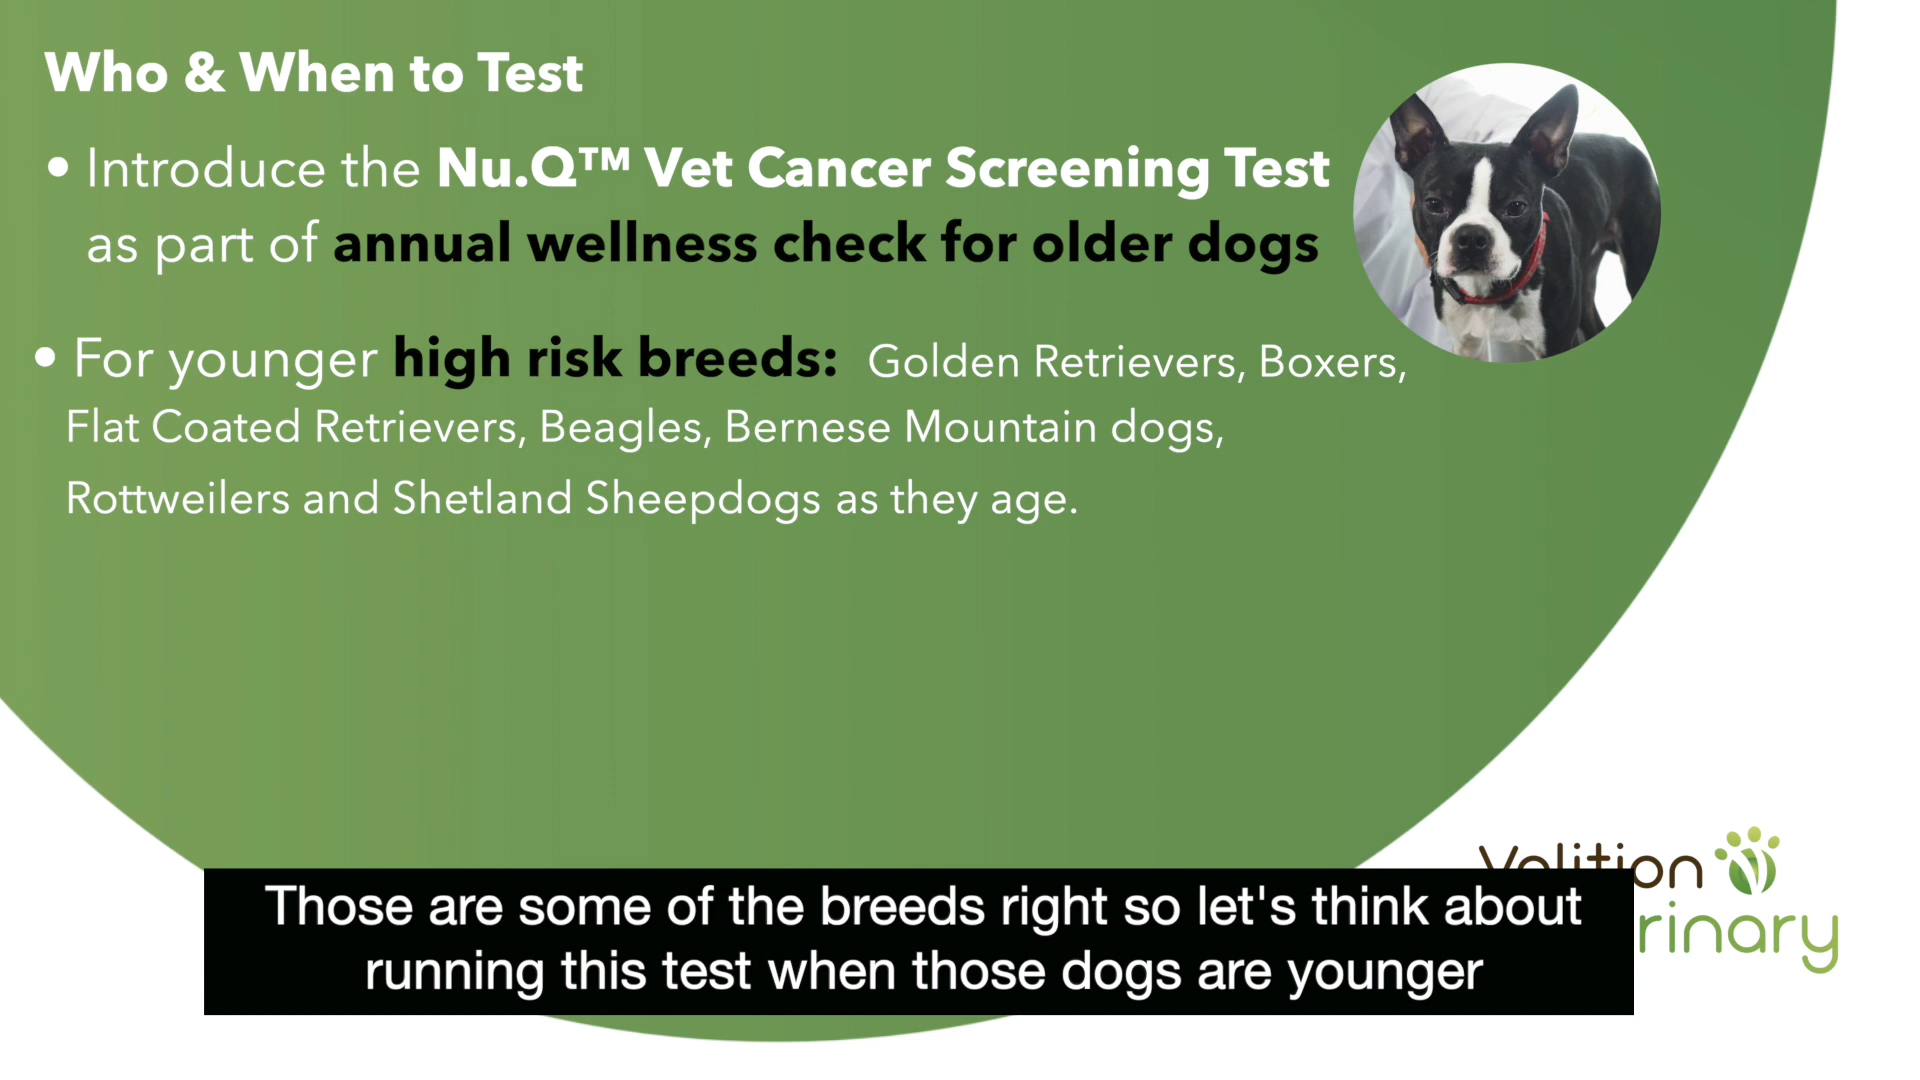 Who & When to Test
• Introduce the Nu.Q™ Vet Cancer Screening Test
as part of annual wellness check for older dogs
• For younger high risk breeds: Golden Retrievers, Boxers,
Flat Coated Retrievers, Beagles, Bernese Mountain dogs,
Rottweilers and Shetland Sheepdogs as they age.
Volition
rinary
Those are some of the breeds right so let's think about
running this test when those dogs are younger